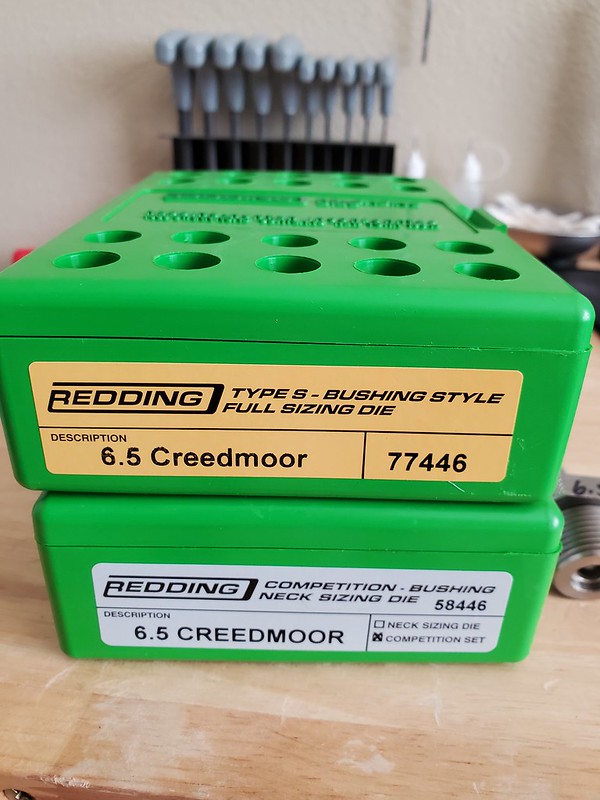 REDDING TYPE S - BUSHING STYLE
FULL SIZING DIE
DESCRIPTION
6.5 Creedmoor 77446
REDDING COMPETITION - BUSHING
NECK SIZING DIE 58446
DESCRIPTION
6.5 CREEDMOOR
NECK SIZING DIE
COMPETITION SET